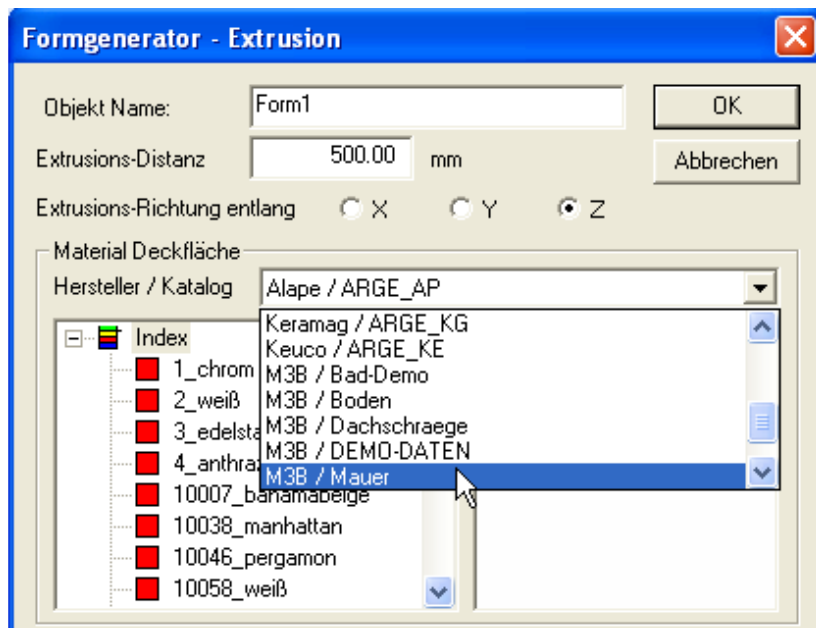 Formgenerator - Extrusion
Objekt Name: Form1 OK
Extrusions-Distanz 500.00 mm Abbrechen
Extrusions-Richtung entlang X Y Z
Material Deckfläche
Hersteller / Katalog Alape / ARGE_AP
Keramag / ARGE_KG
Keuco / ARGE_KE
M3B / Bad-Demo
M3B / Boden
M3B / Dachschraege
M3B / DEMO-DATEN
M3B / Mauer
Index
1_chrom
2_weiß
3_edelsta
4_anthraz
10007_bahamabeige
10038_manhattan
10046_pergamon
10058_weiß